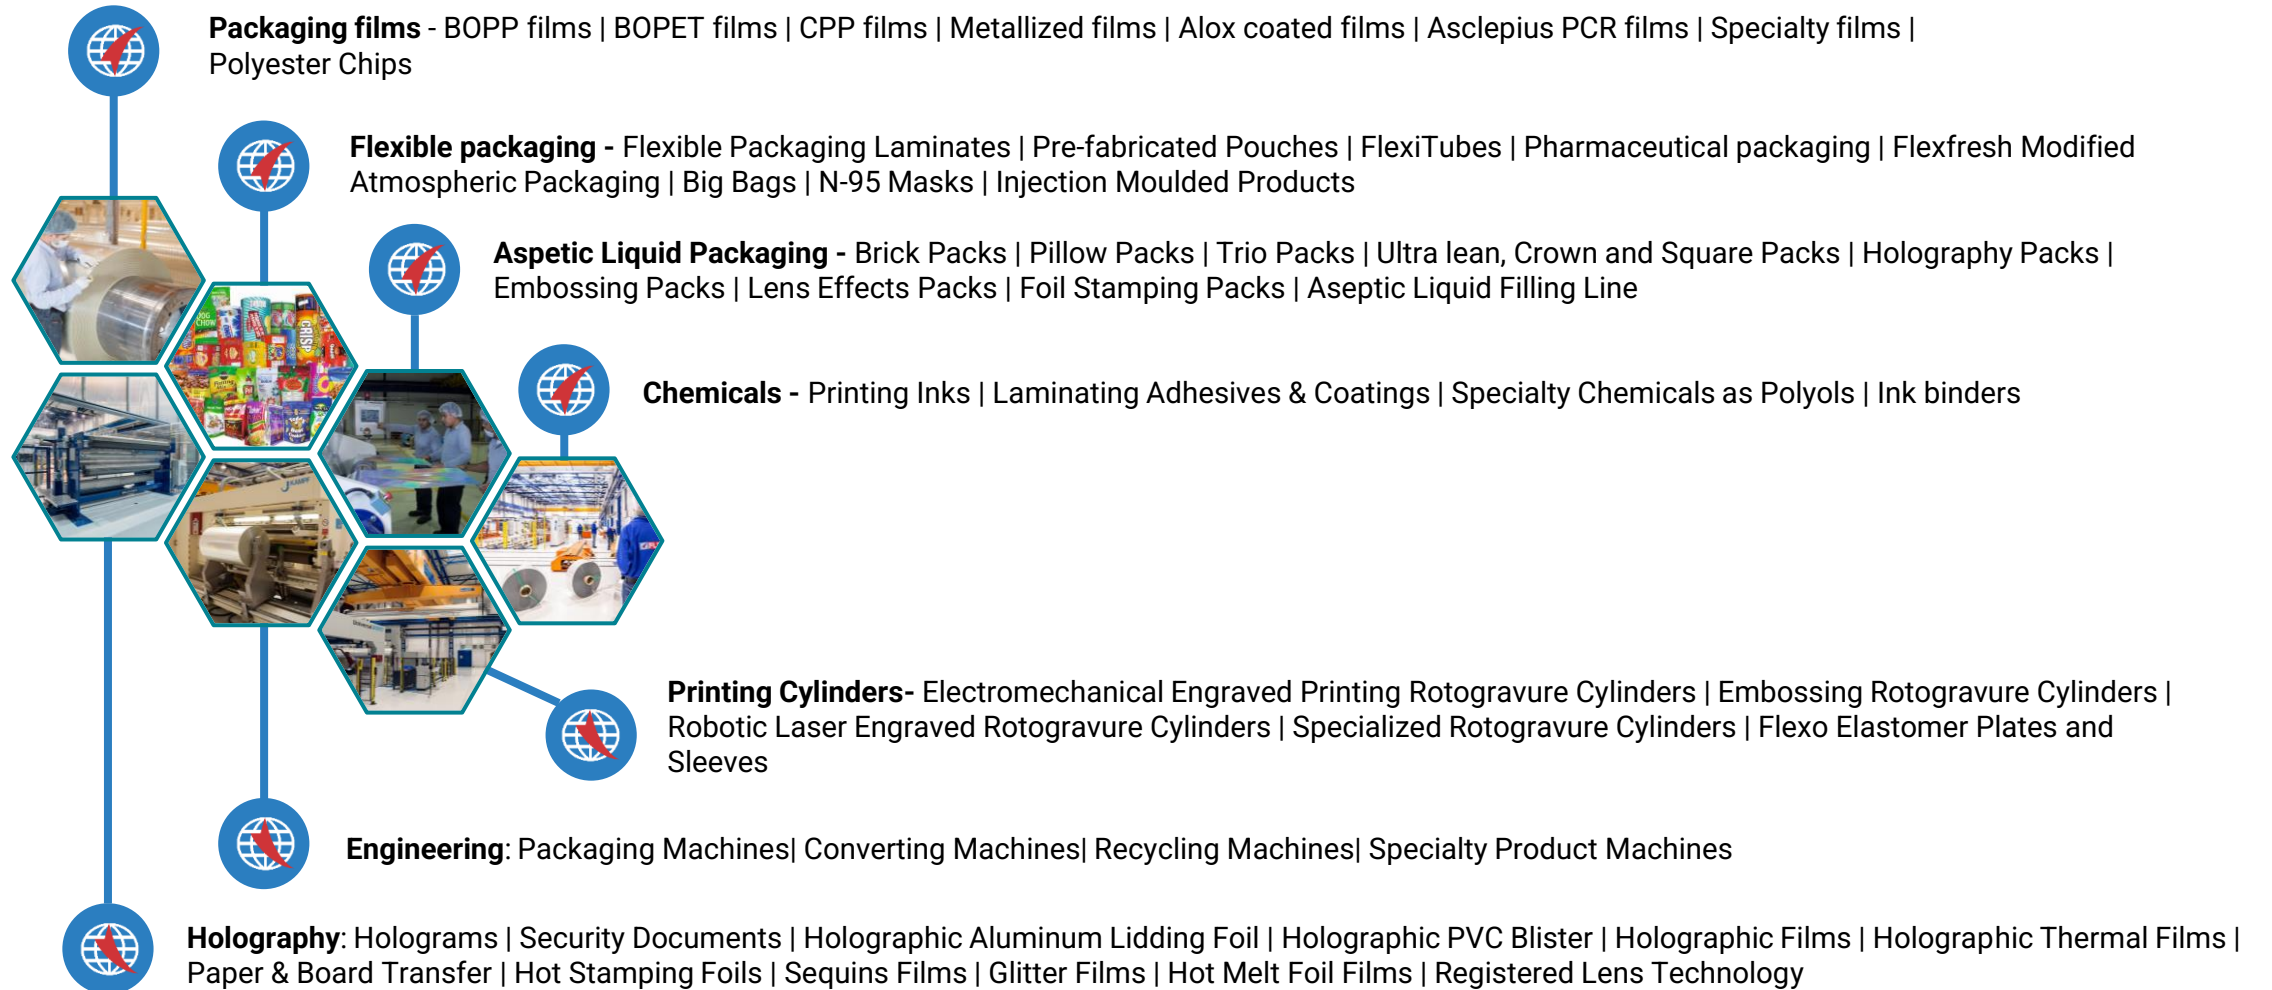 Packaging films - BOPP films | BOPET films | CPP films | Metallized films | Alox coated films | Asclepius PCR films | Specialty films |
Polyester Chips
Flexible packaging - Flexible Packaging Laminates | Pre-fabricated Pouches | FlexiTubes | Pharmaceutical packaging | Flexfresh Modified
Atmospheric Packaging | Big Bags | N-95 Masks | Injection Moulded Products
Aspetic Liquid Packaging - Brick Packs | Pillow Packs | Trio Packs | Ultra lean, Crown and Square Packs | Holography Packs |
Embossing Packs | Lens Effects Packs | Foil Stamping Packs | Aseptic Liquid Filling Line
DOG
CHOW
CRISP
Chemicals - Printing Inks | Laminating Adhesives & Coatings | Specialty Chemicals as Polyols | Ink binders
KAMPF
Printing Cylinders- Electromechanical Engraved Printing Rotogravure Cylinders | Embossing Rotogravure Cylinders |
Robotic Laser Engraved Rotogravure Cylinders | Specialized Rotogravure Cylinders | Flexo Elastomer Plates and
Sleeves
Engineering: Packaging Machines| Converting Machines| Recycling Machines| Specialty Product Machines
Holography: Holograms | Security Documents | Holographic Aluminum Lidding Foil | Holographic PVC Blister | Holographic Films | Holographic Thermal Films |
Paper & Board Transfer | Hot Stamping Foils | Sequins Films | Glitter Films | Hot Melt Foil Films | Registered Lens Technology